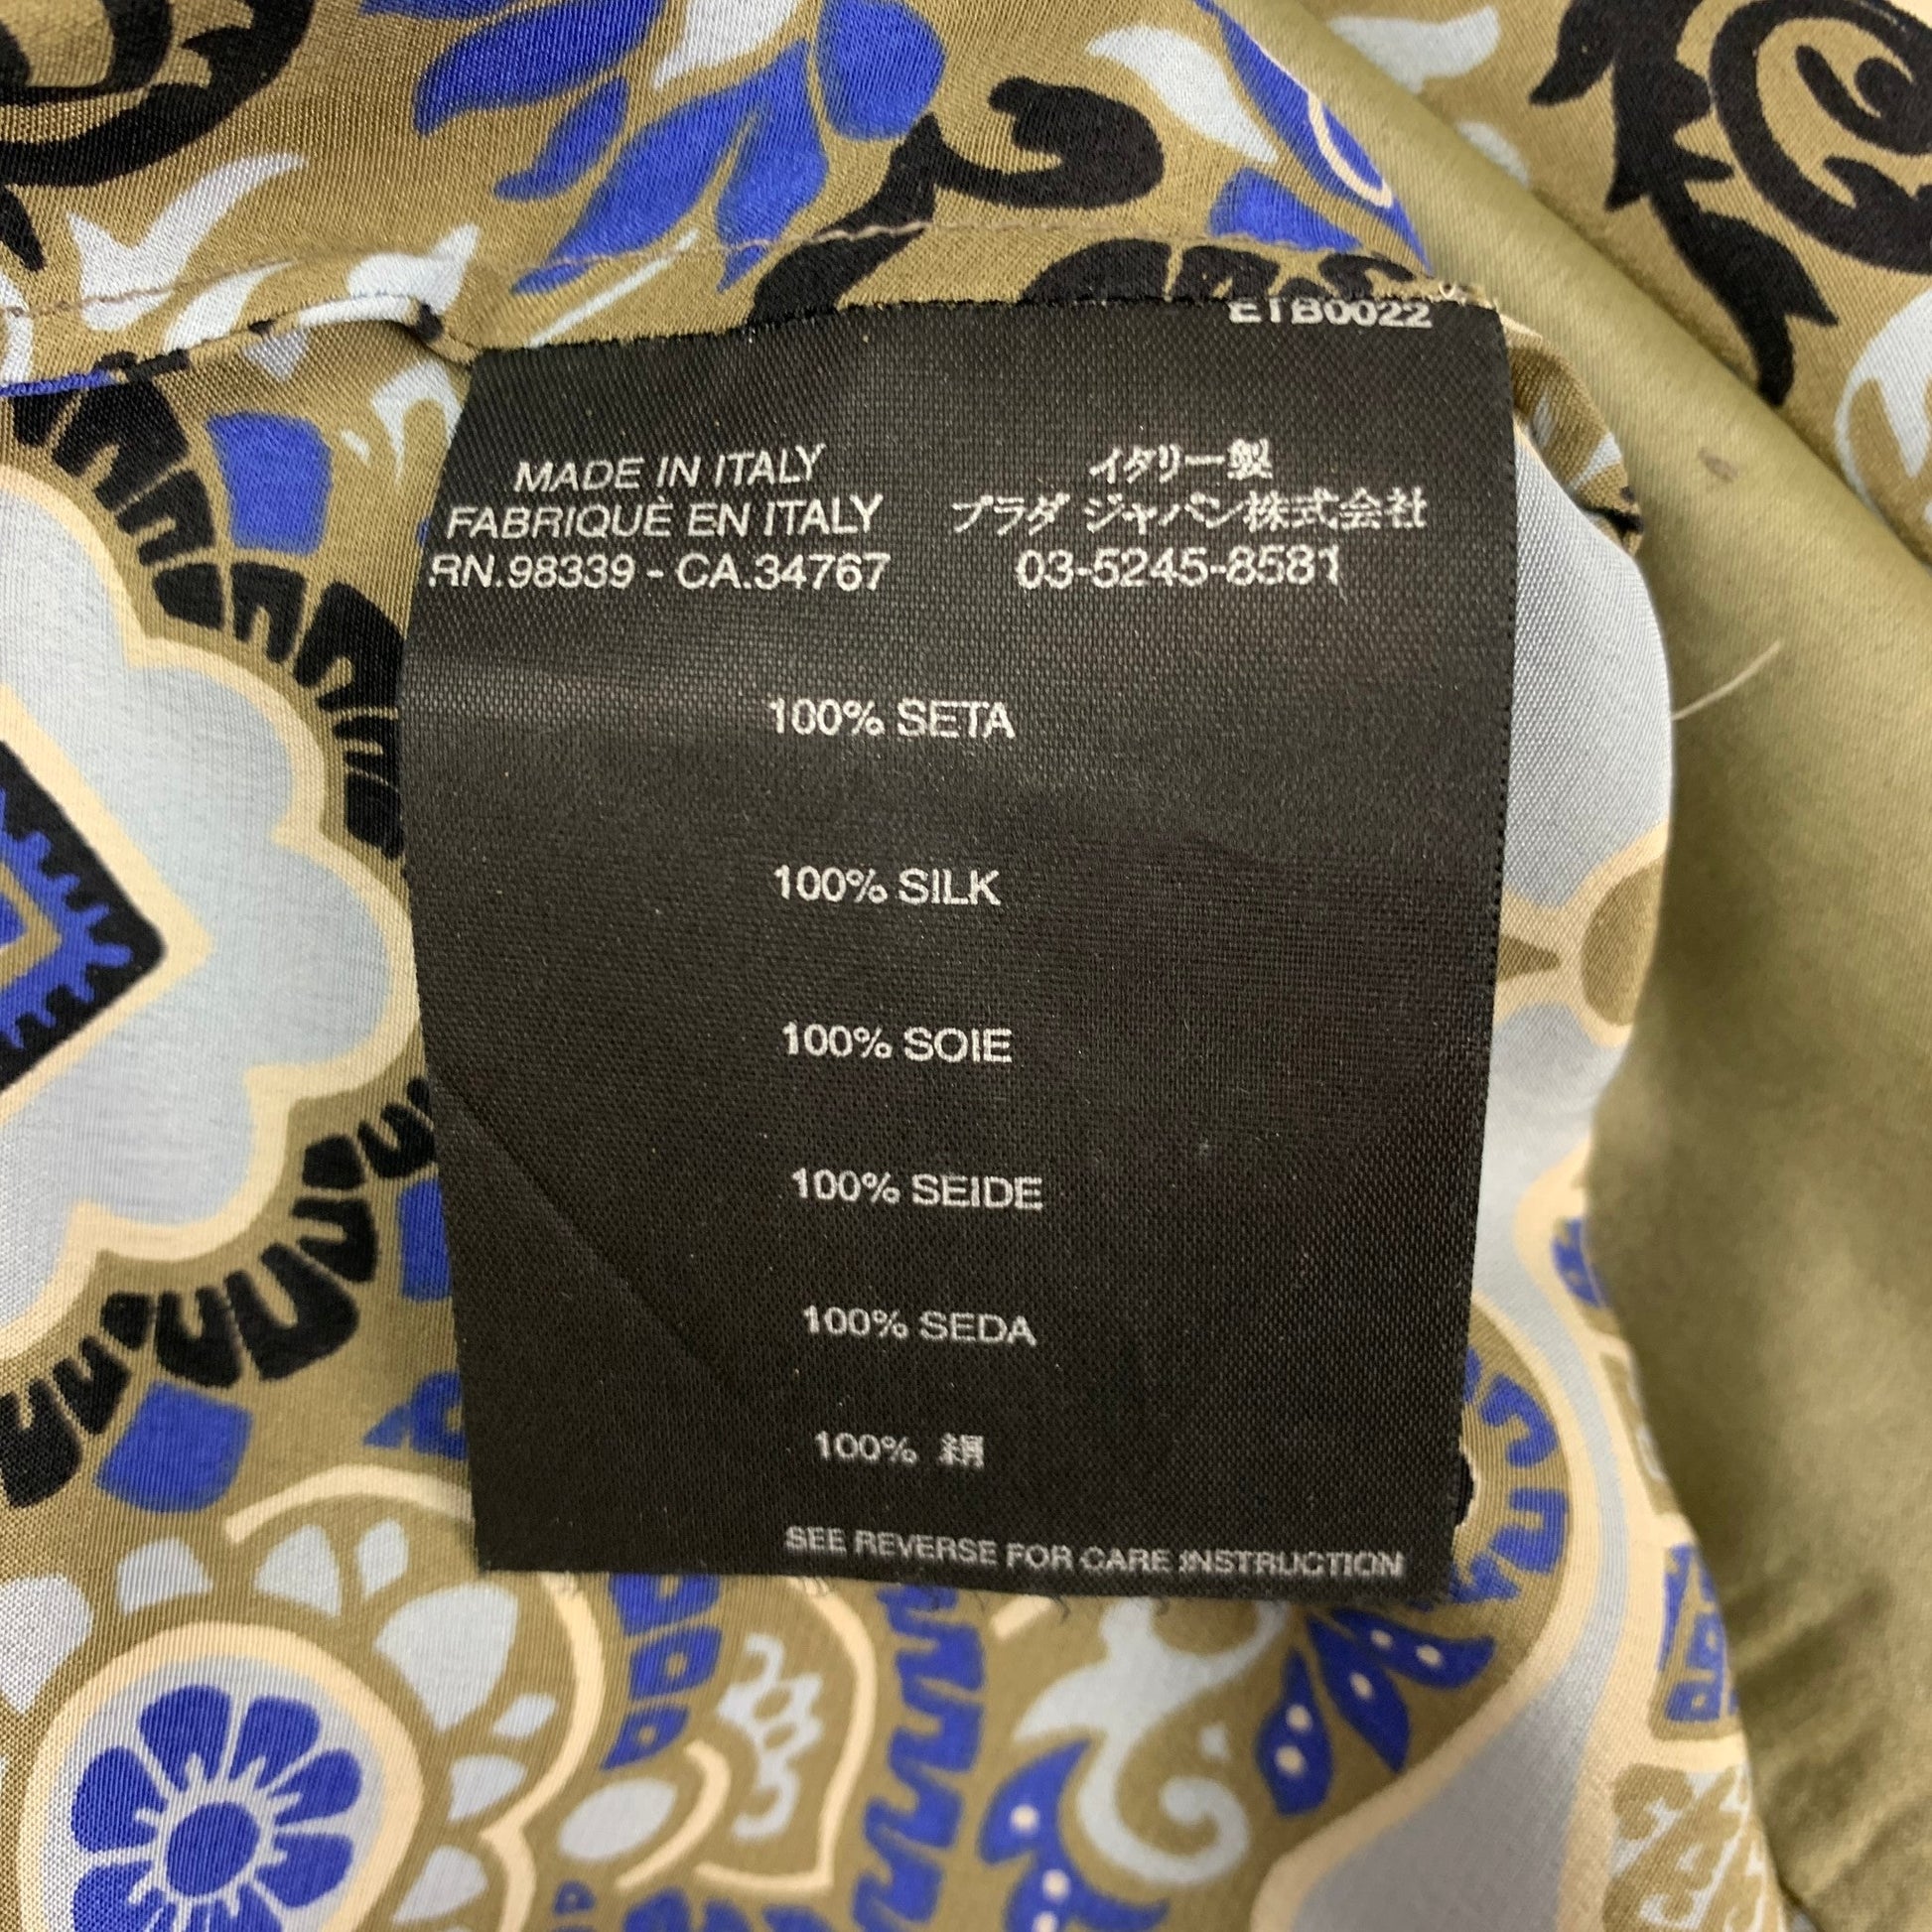 ETB0022
MADE IN ITALY
FABRIQUÈ EN ITALY
RN.98339 - CA.34767
イタリー製
プラダ ジャパン株式会社
03-5245-8581
100% SETA
100% SILK
100% SOIE
100% SEIDE
100% SEDA
100% 絹
SEE REVERSE FOR CARE INSTRUCTION